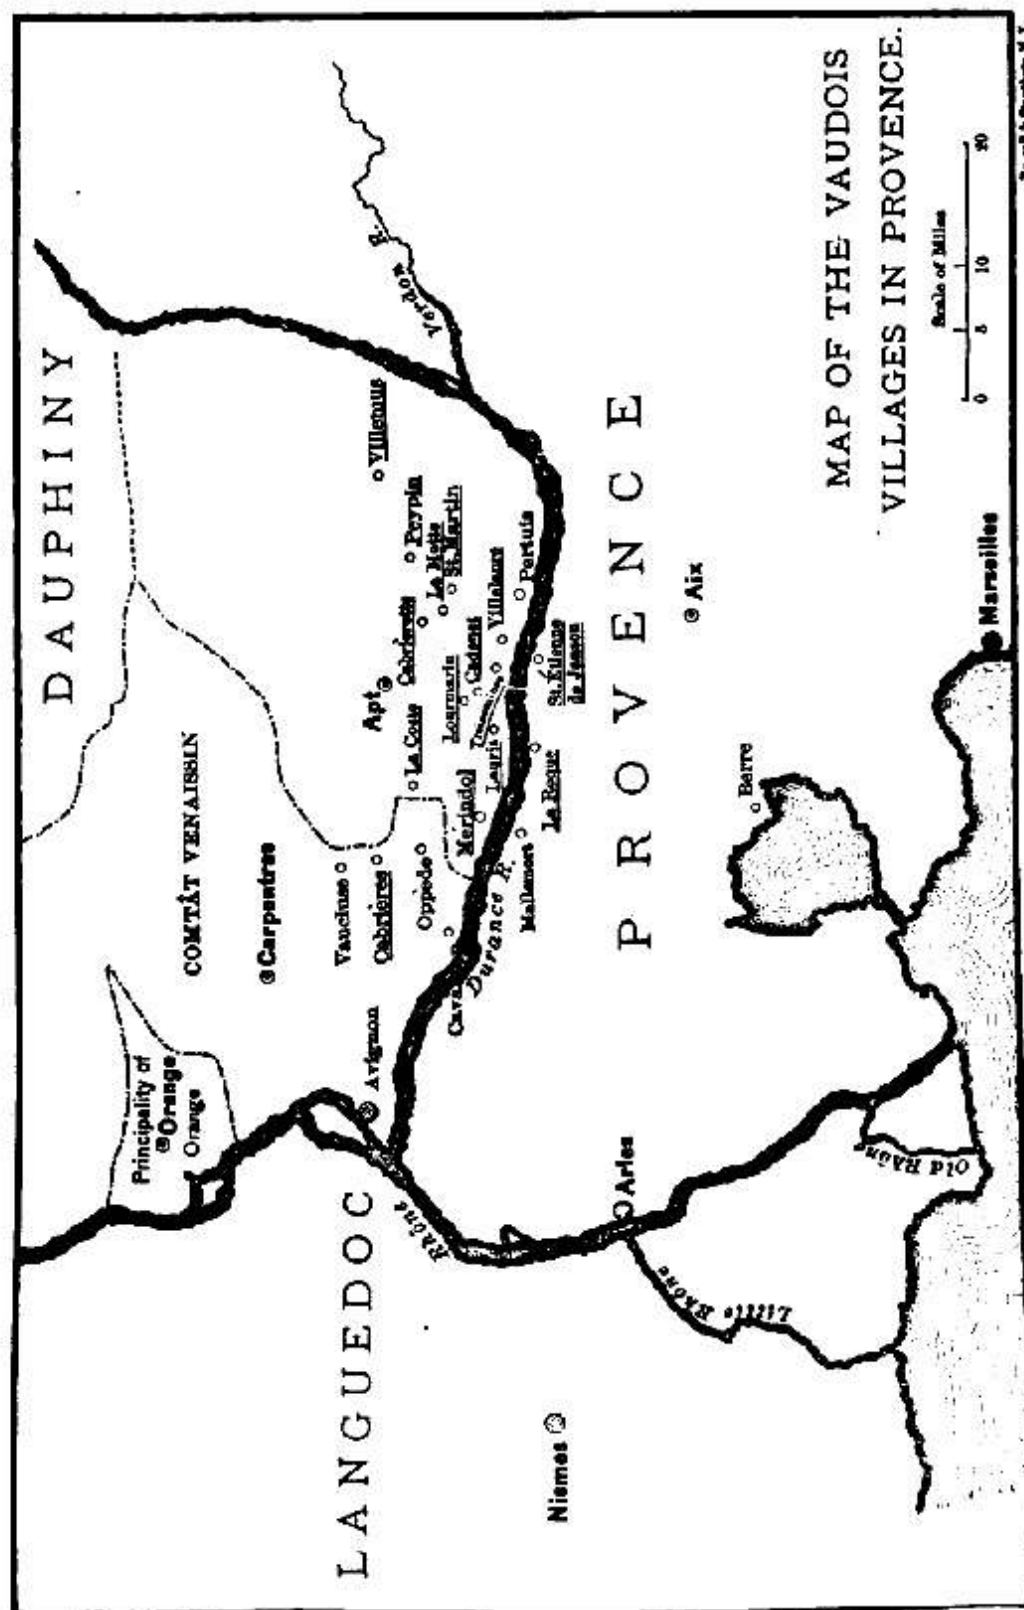 MAP OF THE VAUDOIS
VILLAGES IN PROVENCE.
Scale of Miles
0 5 10 20
DAUPHINY
COMTÂT VENAISSIN
Carpentras
Principality of
Orange
Orange
Avignon
Vaucluse
Cabrières
Oppède
Durance R.
Mérindol
Mallemort
La Roque
Lauris
Lourmarin
Cadenet
La Coste
Apt
Cabrierette
La Motte
St. Martin
Peypin
Villelaure
Pertuis
St. Étienne
de Janson
Verdon R.
PROVENCE
Aix
Marseilles
Berre
LANGUEDOC
Rhône
Arles
Little Rhône
Old Rhône
Nismes